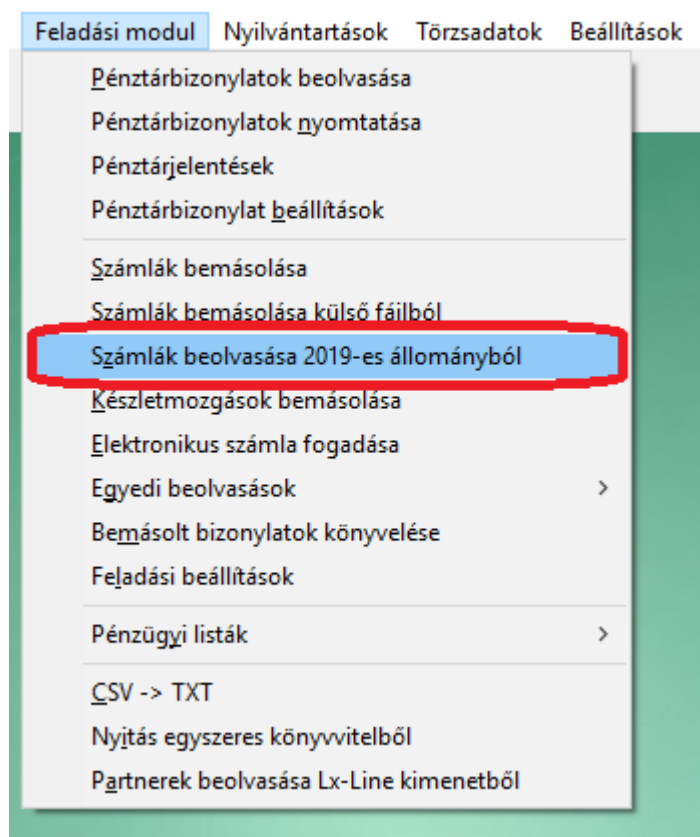 Feladási modul Nyilvántartások Törzsadatok Beállítások
Pénztárbizonylatok beolvasása
Pénztárbizonylatok nyomtatása
Pénztárjelentések
Pénztárbizonylat beállítások
Számlák bemásolása
Számlák bemásolása külső fájlból
Számlák beolvasása 2019-es állományból
Készletmozgások bemásolása
Elektronikus számla fogadása
Egyedi beolvasások >
Bemásolt bizonylatok könyvelése
Feladási beállítások
Pénzügyi listák >
CSV -> TXT
Nyitás egyszeres könyvvitelből
Partnerek beolvasása Lx-Line kimenetből